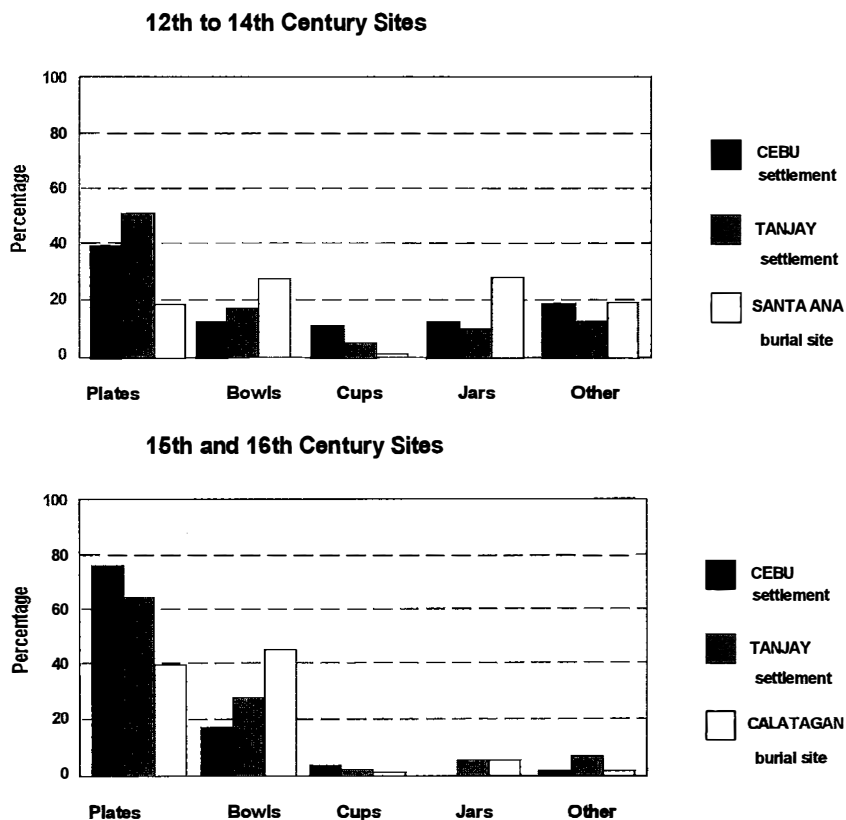 12th to 14th Century Sites
100
80
60
40
20
0
Percentage
Plates Bowls Cups Jars Other
CEBU
settlement
TANJAY
settlement
SANTA ANA
burial site
15th and 16th Century Sites
100
80
60
40
20
0
Percentage
Plates Bowls Cups Jars Other
CEBU
settlement
TANJAY
settlement
CALATAGAN
burial site